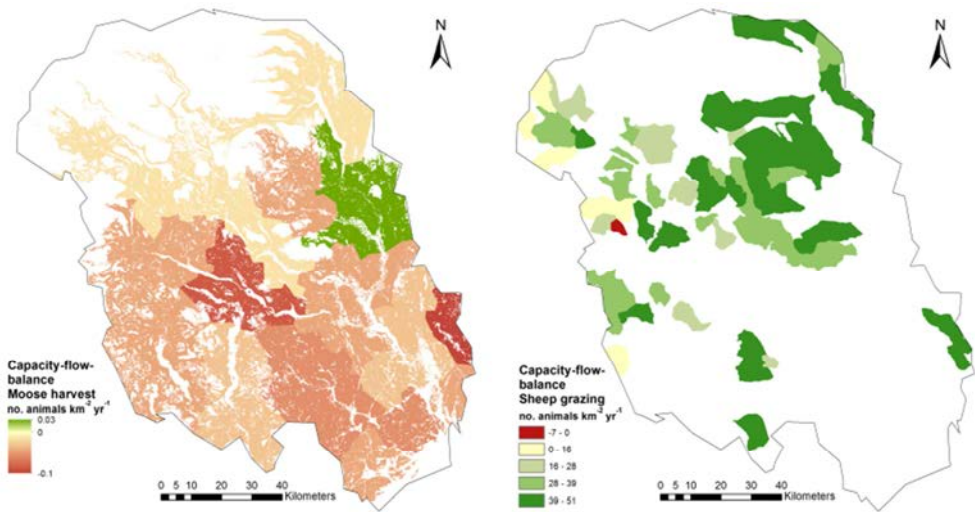 N
Capacity-flow-
balance
Moose harvest
no. animals km⁻² yr⁻¹
0.03
0
-0.1
0 5 10 20 30 40
Kilometers
N
Capacity-flow-
balance
Sheep grazing
no. animals km⁻² yr⁻¹
-7 - 0
0 - 16
16 - 28
28 - 39
39 - 51
0 5 10 20 30 40
Kilometers